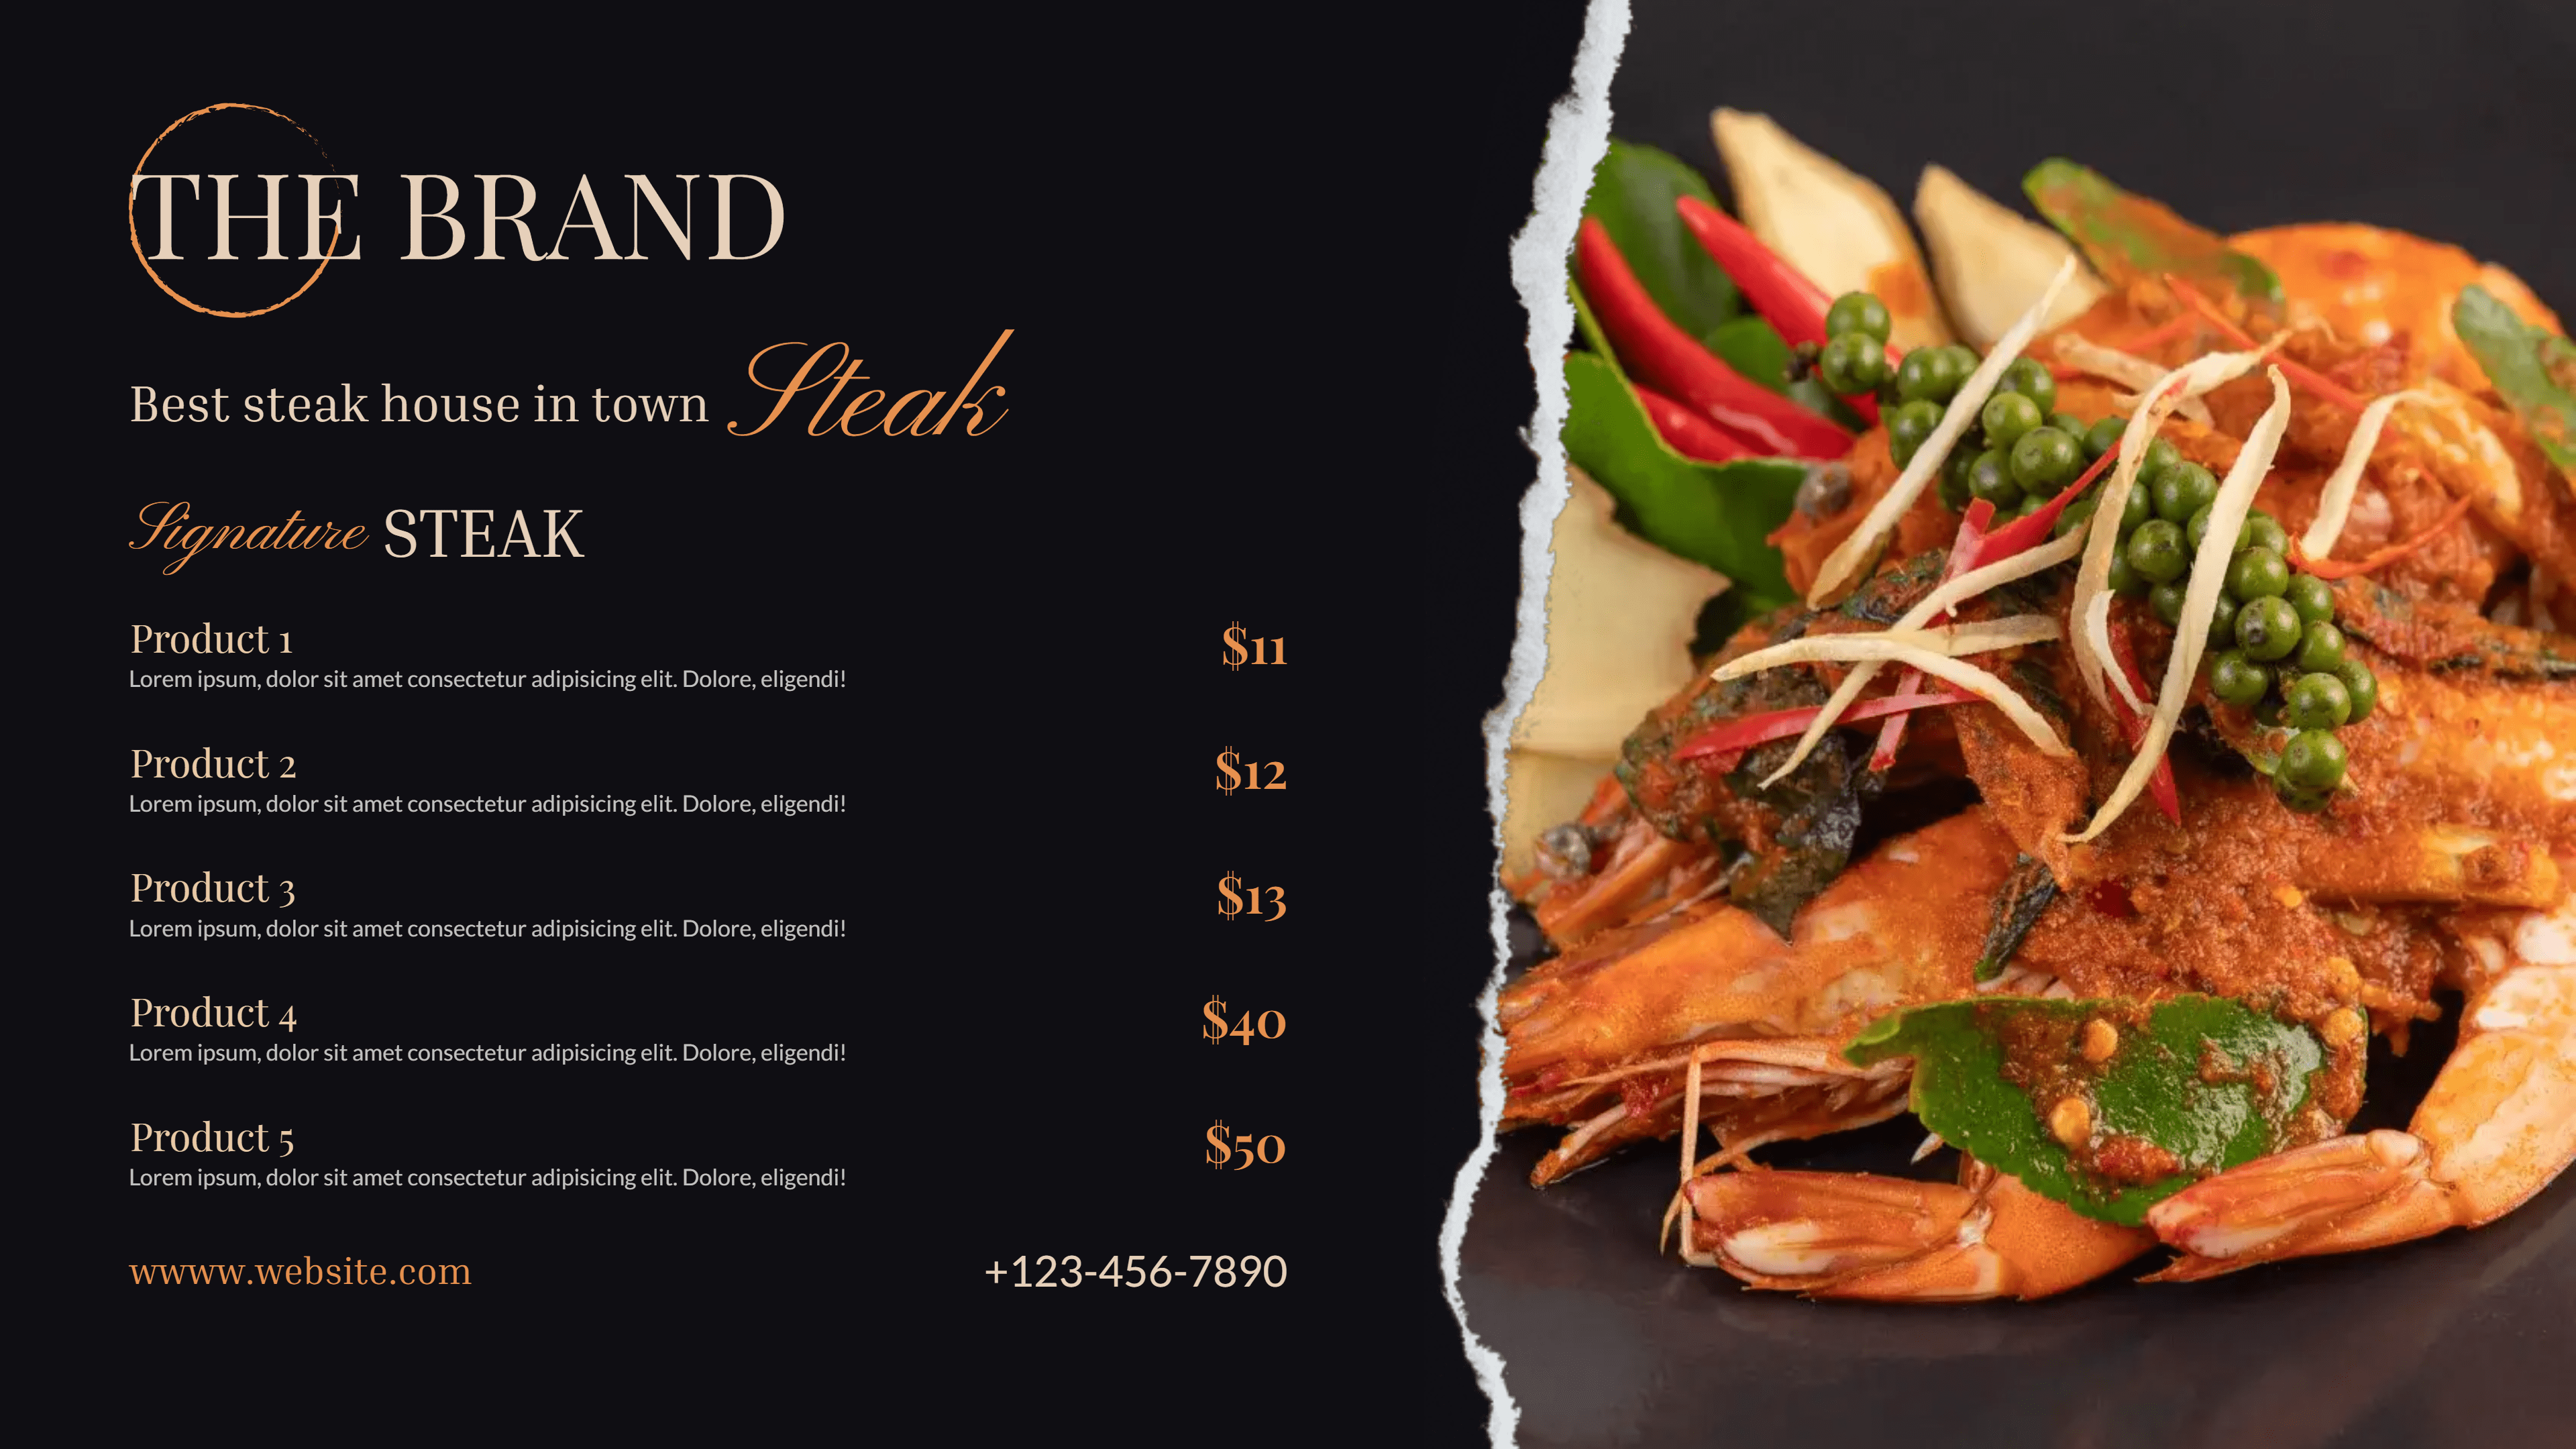 THE BRAND
Best steak house in town Steak
Signature STEAK
Product 1 $11
Lorem ipsum, dolor sit amet consectetur adipisicing elit. Dolore, eligendi!
Product 2 $12
Lorem ipsum, dolor sit amet consectetur adipisicing elit. Dolore, eligendi!
Product 3 $13
Lorem ipsum, dolor sit amet consectetur adipisicing elit. Dolore, eligendi!
Product 4 $40
Lorem ipsum, dolor sit amet consectetur adipisicing elit. Dolore, eligendi!
Product 5 $50
Lorem ipsum, dolor sit amet consectetur adipisicing elit. Dolore, eligendi!
wwww.website.com +123-456-7890